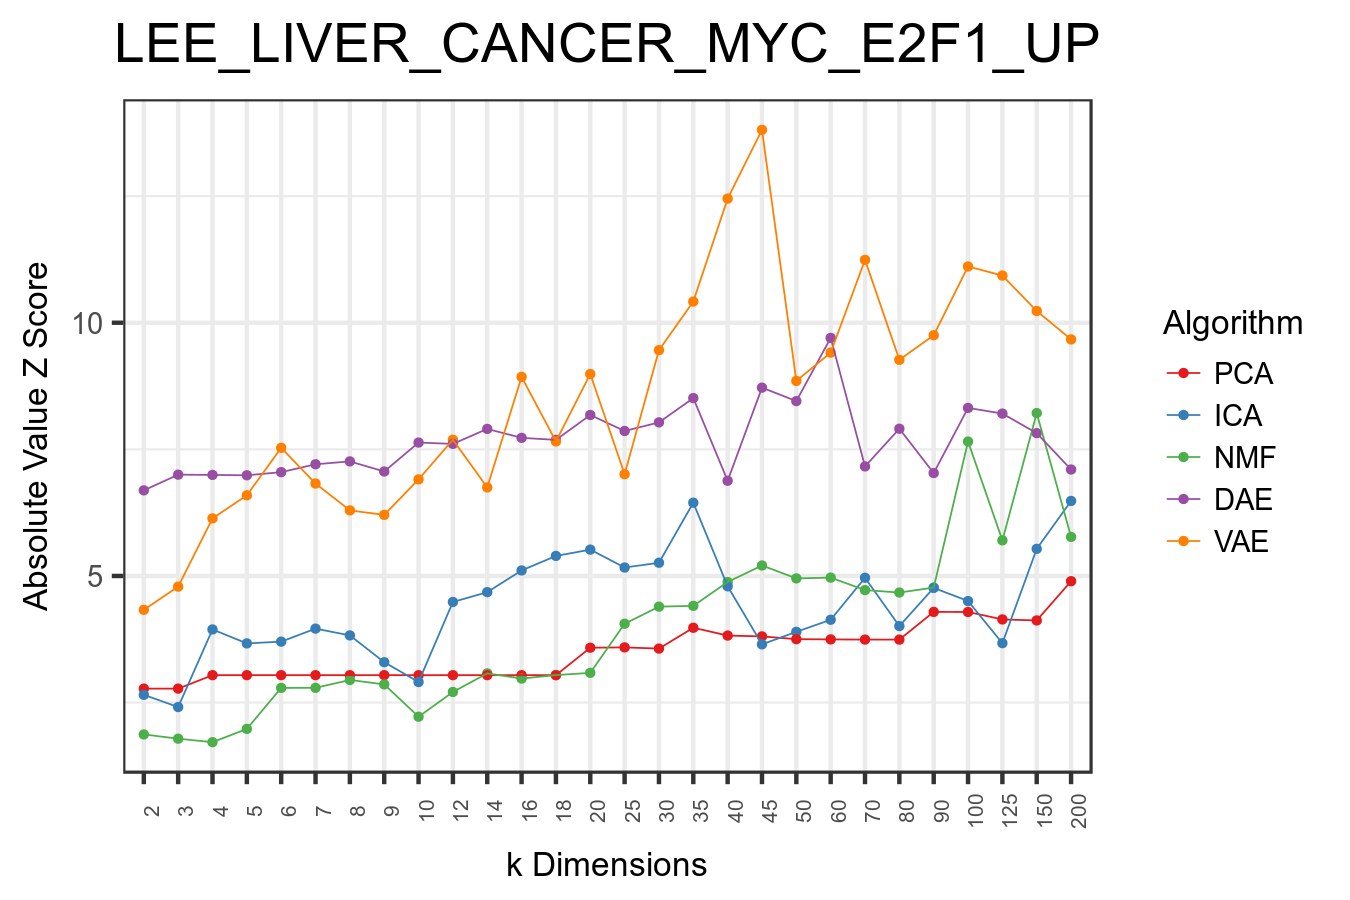 LEE_LIVER_CANCER_MYC_E2F1_UP
Absolute Value Z Score
10
5
2 3 4 5 6 7 8 9 10 12 14 16 18 20 25 30 35 40 45 50 60 70 80 90 100 125 150 200
k Dimensions
Algorithm
PCA
ICA
NMF
DAE
VAE